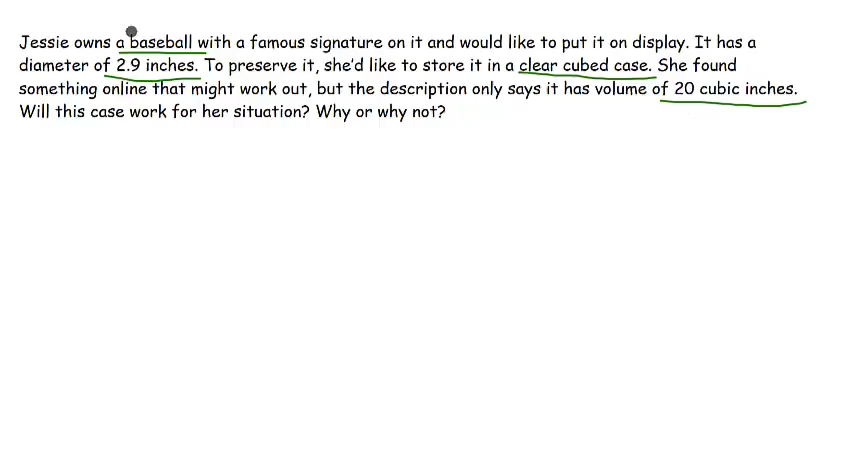 Jessie owns a baseball with a famous signature on it and would like to put it on display. It has a
diameter of 2.9 inches. To preserve it, she'd like to store it in a clear cubed case. She found
something online that might work out, but the description only says it has volume of 20 cubic inches.
Will this case work for her situation? Why or why not?